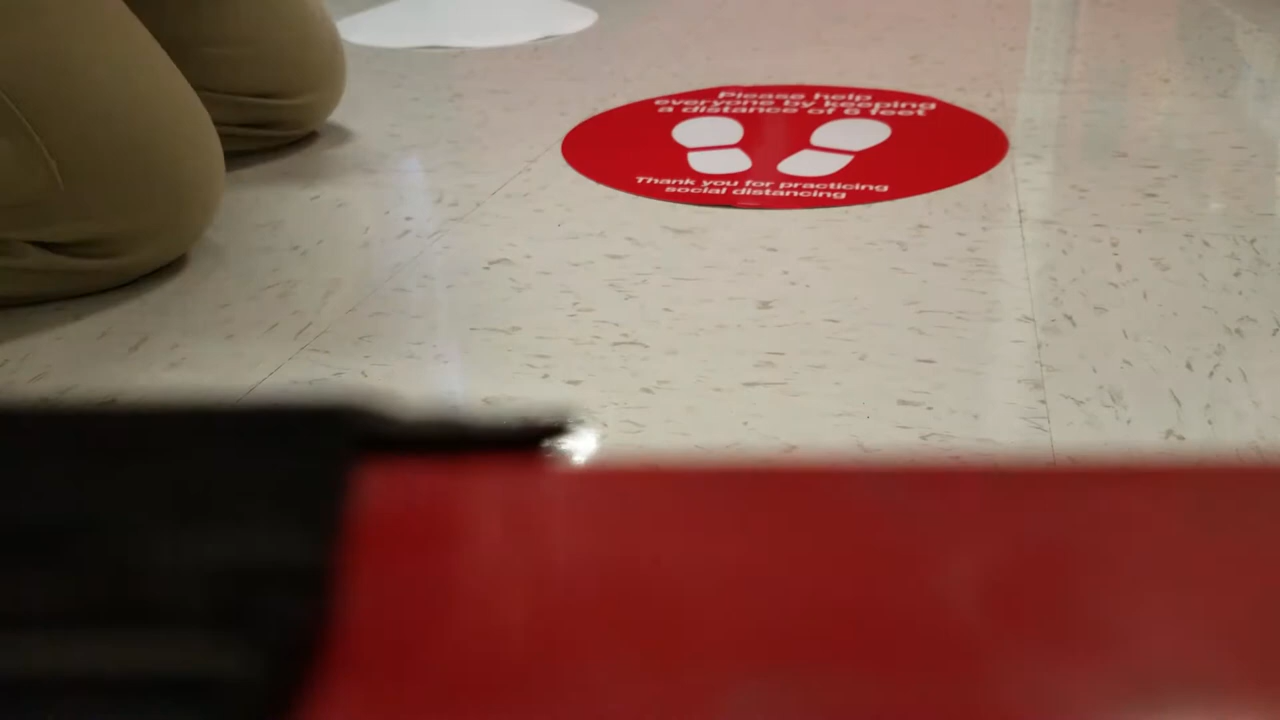 Please help
everyone by keeping
a distance of 6 feet
Thank you for practicing
social distancing